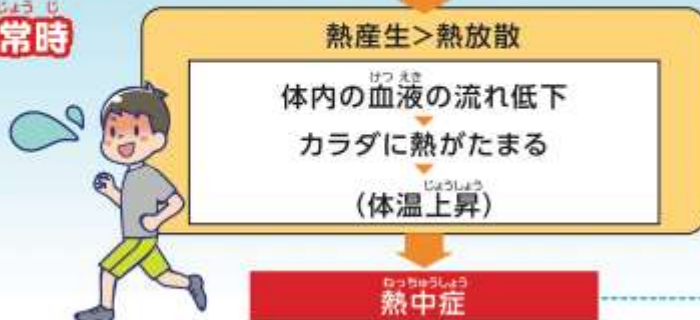 常時
熱産生>熱放散
体内の血液の流れ低下
カラダに熱がたまる
(体温上昇)
熱中症